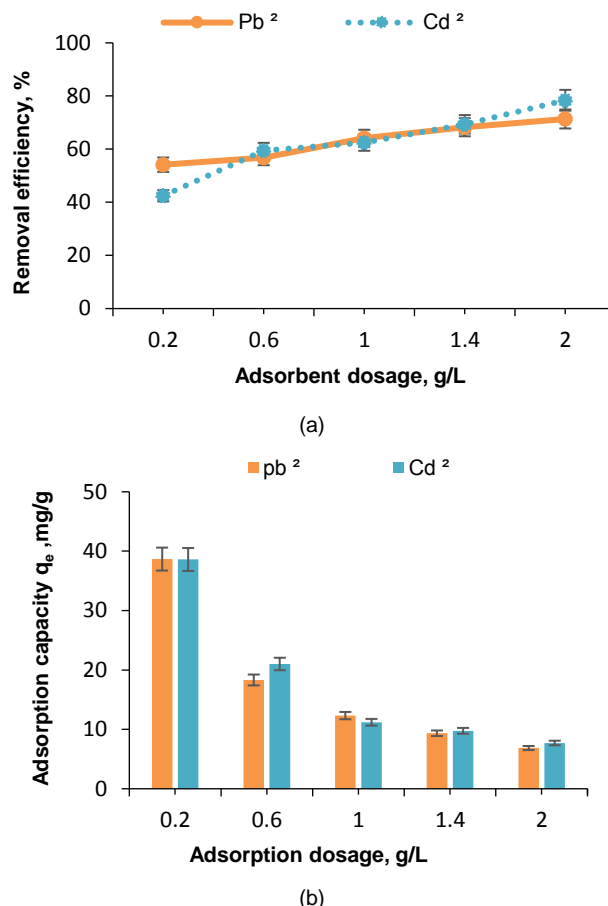 Pb ² Cd ²
100
80
60
40
20
0
Removal efficiency, %
0.2 0.6 1 1.4 2
Adsorbent dosage, g/L
(a)
pb ² Cd ²
50
40
30
20
10
0
Adsorption capacity qₑ ,mg/g
0.2 0.6 1 1.4 2
Adsorption dosage, g/L
(b)